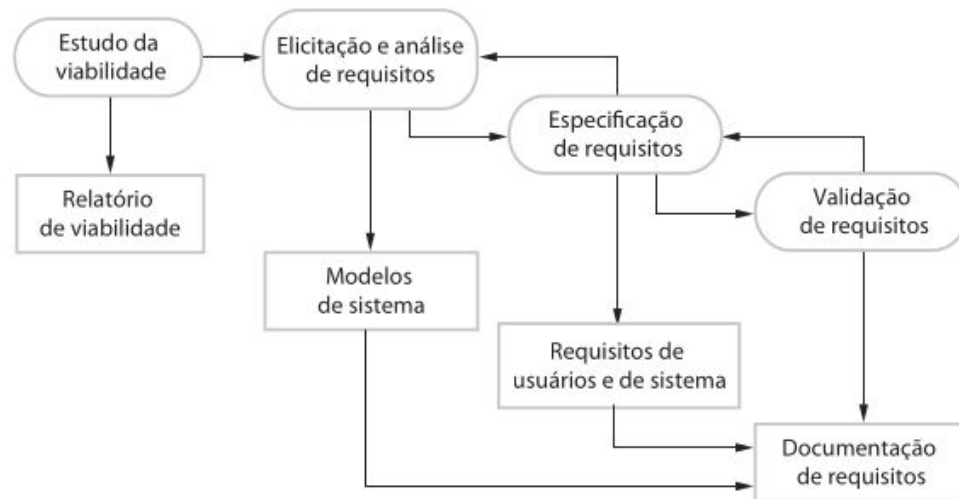 Estudo da
viabilidade
Elicitação e análise
de requisitos
Especificação
de requisitos
Relatório
de viabilidade
Validação
de requisitos
Modelos
de sistema
Requisitos de
usuários e de sistema
Documentação
de requisitos